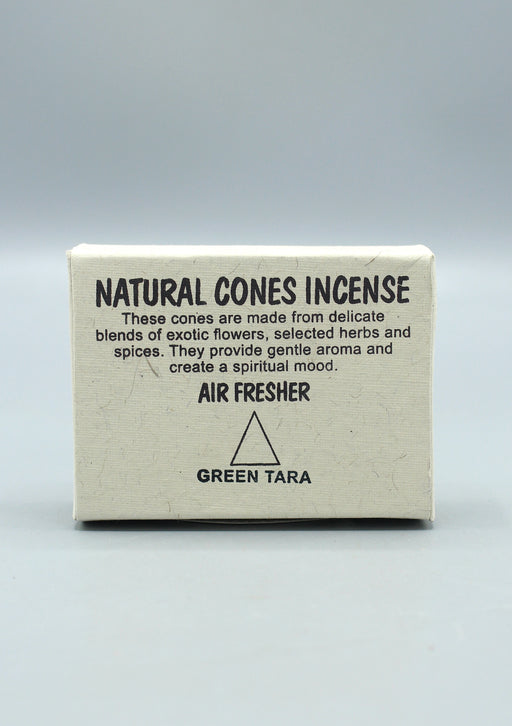 NATURAL CONES INCENSE
These cones are made from delicate
blends of exotic flowers, selected herbs and
spices. They provide gentle aroma and
create a spiritual mood.
AIR FRESHER
GREEN TARA